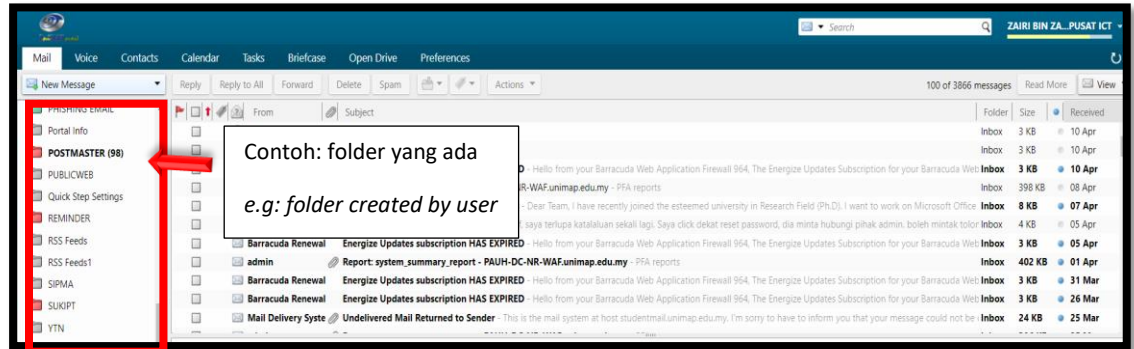 Search
ZAIRI BIN ZA...PUSAT ICT
Mail Voice Contacts Calendar Tasks Briefcase Open Drive Preferences
New Message Reply Reply to All Forward Delete Spam Actions 100 of 3866 messages Read More View
From Subject Folder Size Received
PHISHING EMAIL
Portal Info
POSTMASTER (98)
PUBLICWEB
Quick Step Settings
REMINDER
RSS Feeds
RSS Feeds1
SIPMA
SUKIPT
YTN
Contoh: folder yang ada
e.g: folder created by user
Inbox 3 KB 10 Apr
Inbox 3 KB 10 Apr
D - Hello from your Barracuda Web Application Firewall 964, The Energize Updates Subscription for your Barracuda Web Inbox 3 KB 10 Apr
R-WAF.unimap.edu.my - PFA reports Inbox 398 KB 08 Apr
- Dear Team, I have recently joined the esteemed university in Research Field (Ph.D). I want to work on Microsoft Office. Inbox 8 KB 07 Apr
saya terlupa katalaluan sekali lagi. Saya click dekat reset password, dia minta hubungi pihak admin. boleh mintak tolor Inbox 4 KB 05 Apr
Barracuda Renewal Energize Updates subscription HAS EXPIRED - Hello from your Barracuda Web Application Firewall 964, The Energize Updates Subscription for your Barracuda Web Inbox 3 KB 05 Apr
admin Report: system_summary_report - PAUH-DC-NR-WAF.unimap.edu.my - PFA reports Inbox 402 KB 01 Apr
Barracuda Renewal Energize Updates subscription HAS EXPIRED - Hello from your Barracuda Web Application Firewall 964, The Energize Updates Subscription for your Barracuda Web Inbox 3 KB 31 Mar
Barracuda Renewal Energize Updates subscription HAS EXPIRED - Hello from your Barracuda Web Application Firewall 964, The Energize Updates Subscription for your Barracuda Web Inbox 3 KB 26 Mar
Mail Delivery Syste Undelivered Mail Returned to Sender - This is the mail system at host studentmail.unimap.edu.my. I'm sorry to have to inform you that your message could not be Inbox 24 KB 25 Mar